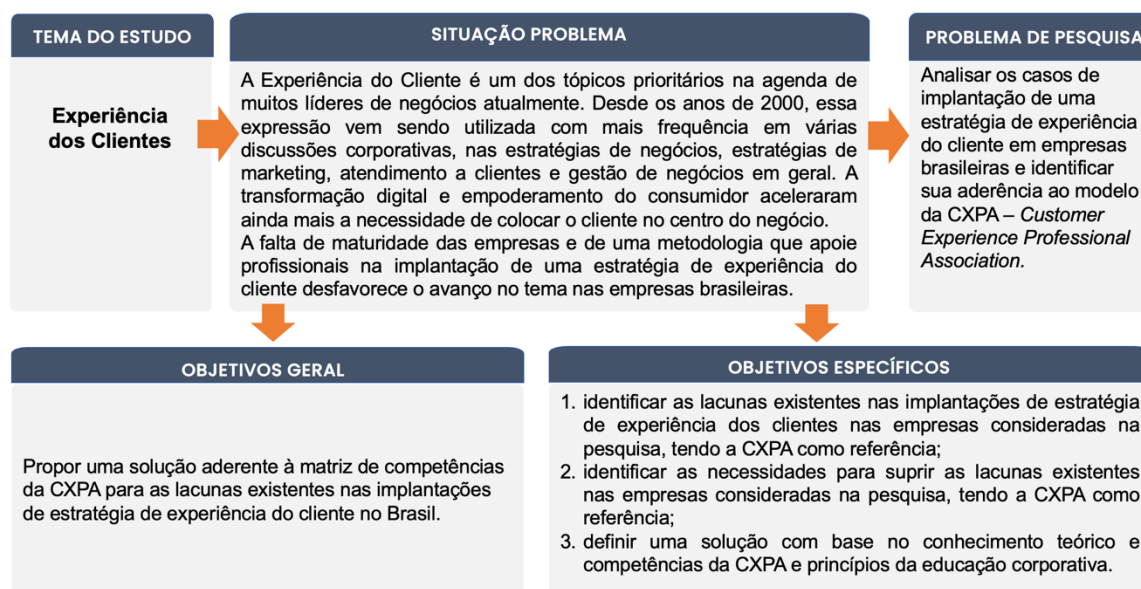 TEMA DO ESTUDO
Experiência
dos Clientes
SITUAÇÃO PROBLEMA
A Experiência do Cliente é um dos tópicos prioritários na agenda de
muitos líderes de negócios atualmente. Desde os anos de 2000, essa
expressão vem sendo utilizada com mais frequência em várias
discussões corporativas, nas estratégias de negócios, estratégias de
marketing, atendimento a clientes e gestão de negócios em geral. A
transformação digital e empoderamento do consumidor aceleraram
ainda mais a necessidade de colocar o cliente no centro do negócio.
A falta de maturidade das empresas e de uma metodologia que apoie
profissionais na implantação de uma estratégia de experiência do
cliente desfavorece o avanço no tema nas empresas brasileiras.
PROBLEMA DE PESQUISA
Analisar os casos de
implantação de uma
estratégia de experiência
do cliente em empresas
brasileiras e identificar
sua aderência ao modelo
da CXPA – Customer
Experience Professional
Association.
OBJETIVOS GERAL
Propor uma solução aderente à matriz de competências
da CXPA para as lacunas existentes nas implantações
de estratégia de experiência do cliente no Brasil.
OBJETIVOS ESPECÍFICOS
1. identificar as lacunas existentes nas implantações de estratégia
de experiência dos clientes nas empresas consideradas na
pesquisa, tendo a CXPA como referência;
2. identificar as necessidades para suprir as lacunas existentes
nas empresas consideradas na pesquisa, tendo a CXPA como
referência;
3. definir uma solução com base no conhecimento teórico e
competências da CXPA e princípios da educação corporativa.